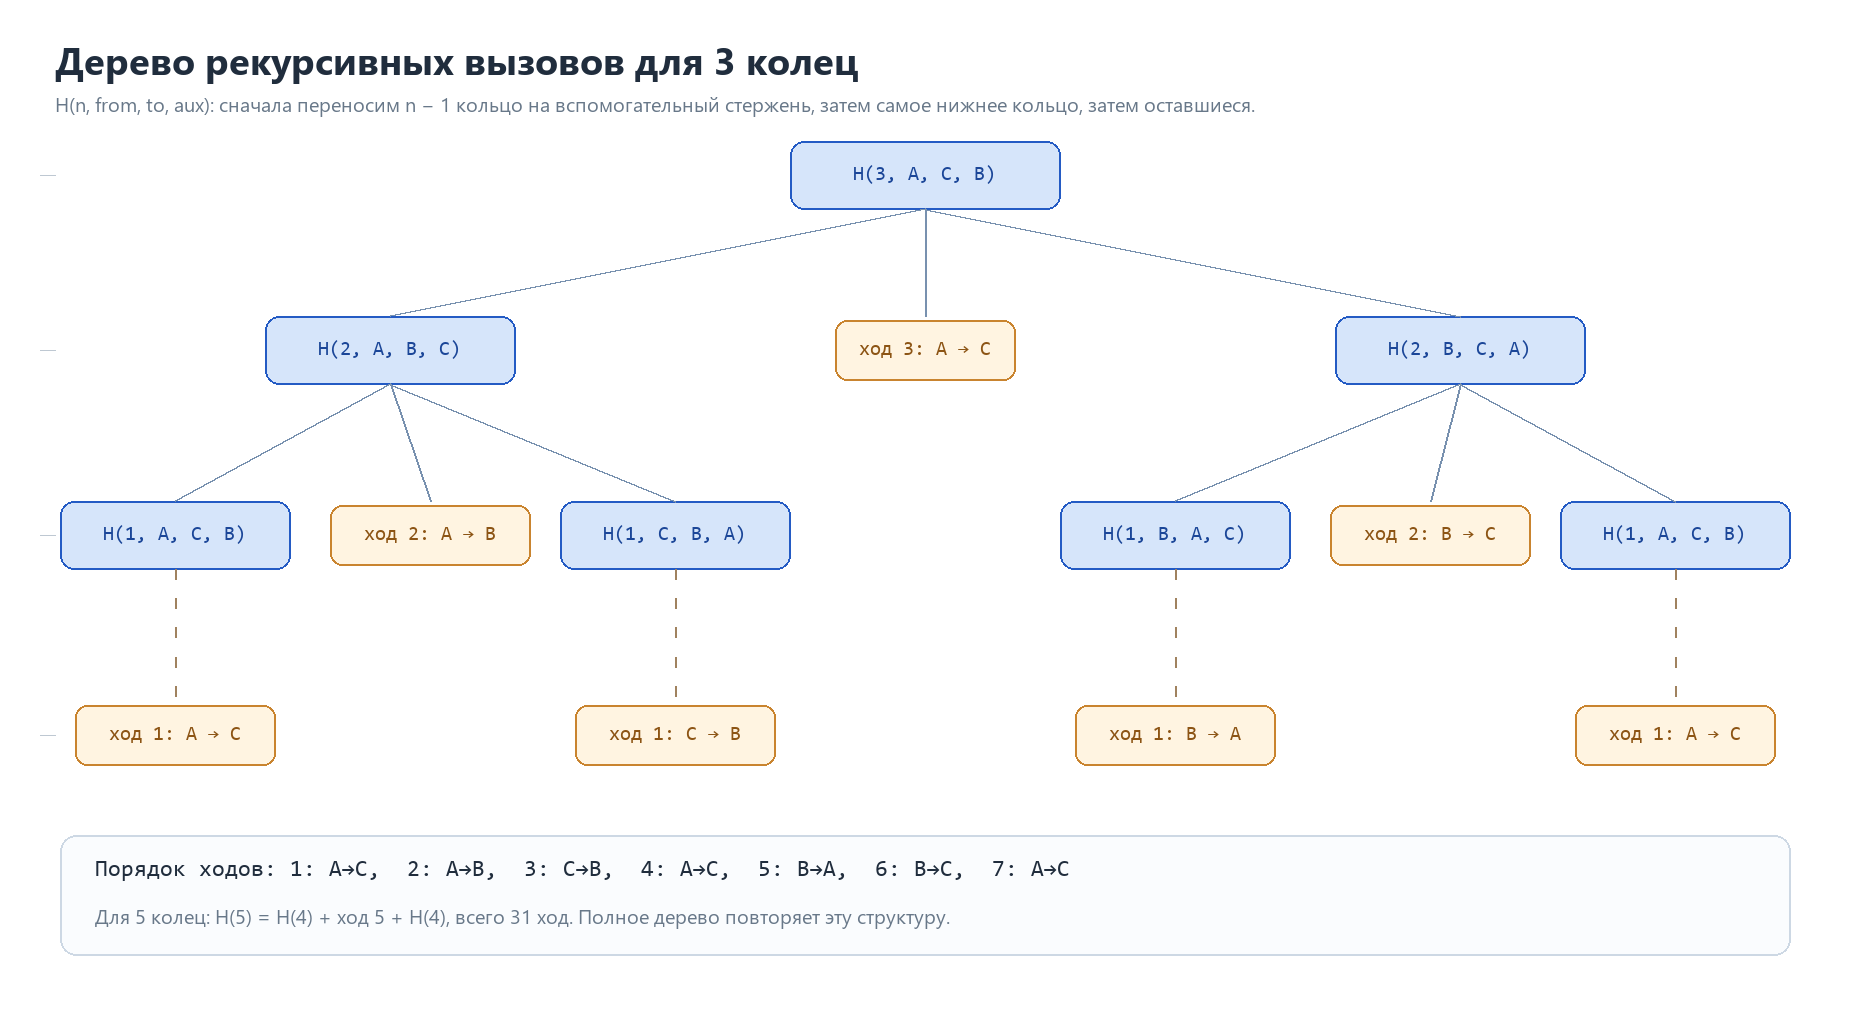 Дерево рекурсивных вызовов для 3 колец
H(n, from, to, aux): сначала переносим n − 1 кольцо на вспомогательный стержень, затем самое нижнее кольцо, затем оставшиеся.
H(3, A, C, B)
H(2, A, B, C)
ход 3: A → C
H(2, B, C, A)
H(1, A, C, B)
ход 2: A → B
H(1, C, B, A)
H(1, B, A, C)
ход 2: B → C
H(1, A, C, B)
ход 1: A → C
ход 1: C → B
ход 1: B → A
ход 1: A → C
Порядок ходов: 1: A→C, 2: A→B, 3: C→B, 4: A→C, 5: B→A, 6: B→C, 7: A→C
Для 5 колец: H(5) = H(4) + ход 5 + H(4), всего 31 ход. Полное дерево повторяет эту структуру.